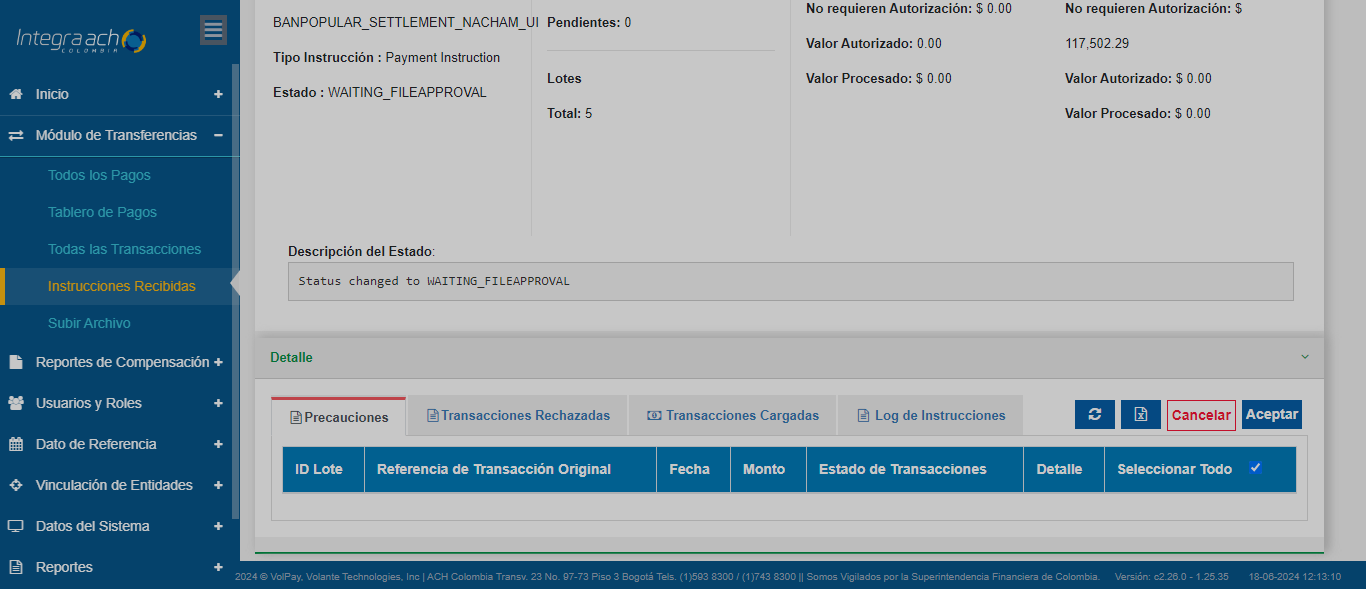 Integra ach
COLOMBIA
Inicio
Módulo de Transferencias
Todos los Pagos
Tablero de Pagos
Todas las Transacciones
Instrucciones Recibidas
Subir Archivo
Reportes de Compensación
Usuarios y Roles
Dato de Referencia
Vinculación de Entidades
Datos del Sistema
Reportes
BANPOPULAR_SETTLEMENT_NACHAM_UI
Tipo Instrucción : Payment Instruction
Estado : WAITING_FILEAPPROVAL
Pendientes: 0
Lotes
Total: 5
No requieren Autorización: $ 0.00
Valor Autorizado: 0.00
Valor Procesado: $ 0.00
No requieren Autorización: $
117,502.29
Valor Autorizado: $ 0.00
Valor Procesado: $ 0.00
Descripción del Estado:
Status changed to WAITING_FILEAPPROVAL
Detalle
Precauciones
Transacciones Rechazadas
Transacciones Cargadas
Log de Instrucciones
Cancelar
Aceptar
ID Lote
Referencia de Transacción Original
Fecha
Monto
Estado de Transacciones
Detalle
Seleccionar Todo
2024 © VolPay, Volante Technologies, Inc | ACH Colombia Transv. 23 No. 97-73 Piso 3 Bogotá Tels. (1)593 8300 / (1)743 8300 || Somos Vigilados por la Superintendencia Financiera de Colombia.
Versión: c2.26.0 - 1.25.35
18-06-2024 12:13:10